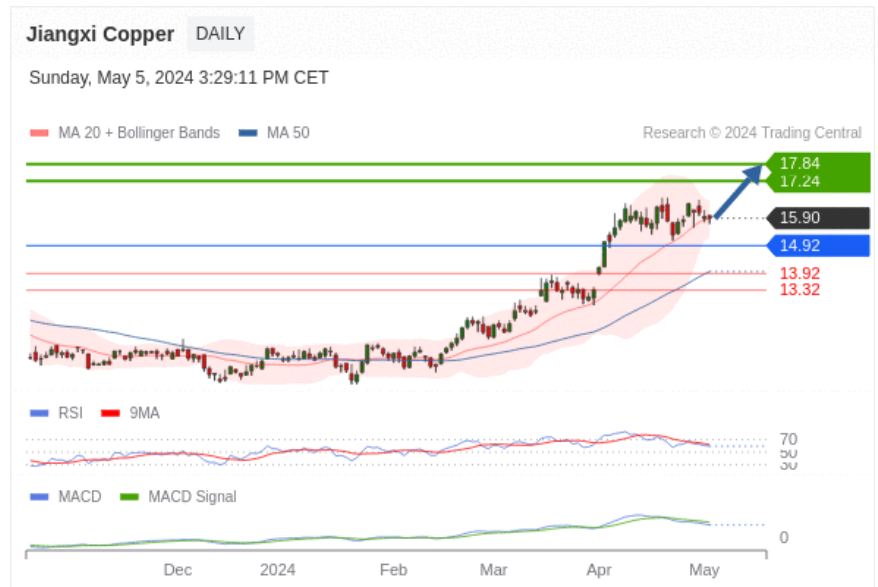 Jiangxi Copper DAILY
Sunday, May 5, 2024 3:29:11 PM CET
MA 20 + Bollinger Bands MA 50 Research © 2024 Trading Central
17.84
17.24
15.90
14.92
13.92
13.32
RSI 9MA
70
50
30
MACD MACD Signal
0
Dec 2024 Feb Mar Apr May